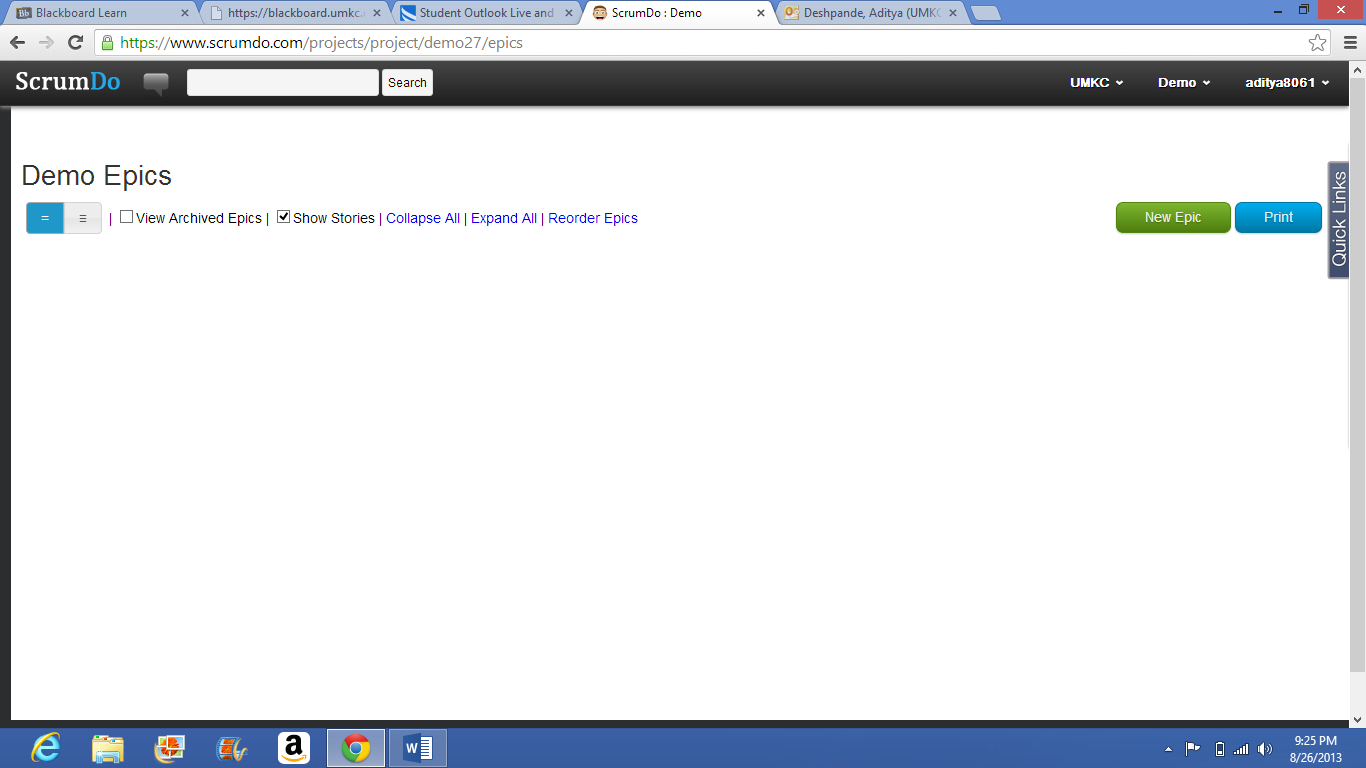 Blackboard Learn
https://blackboard.umkc.
Student Outlook Live and
ScrumDo : Demo
Deshpande, Aditya (UMKC
https://www.scrumdo.com/projects/project/demo27/epics
ScrumDo Search UMKC Demo aditya8061
Demo Epics
= ≡ | View Archived Epics | Show Stories | Collapse All | Expand All | Reorder Epics New Epic Print
Quick Links
9:25 PM
8/26/2013